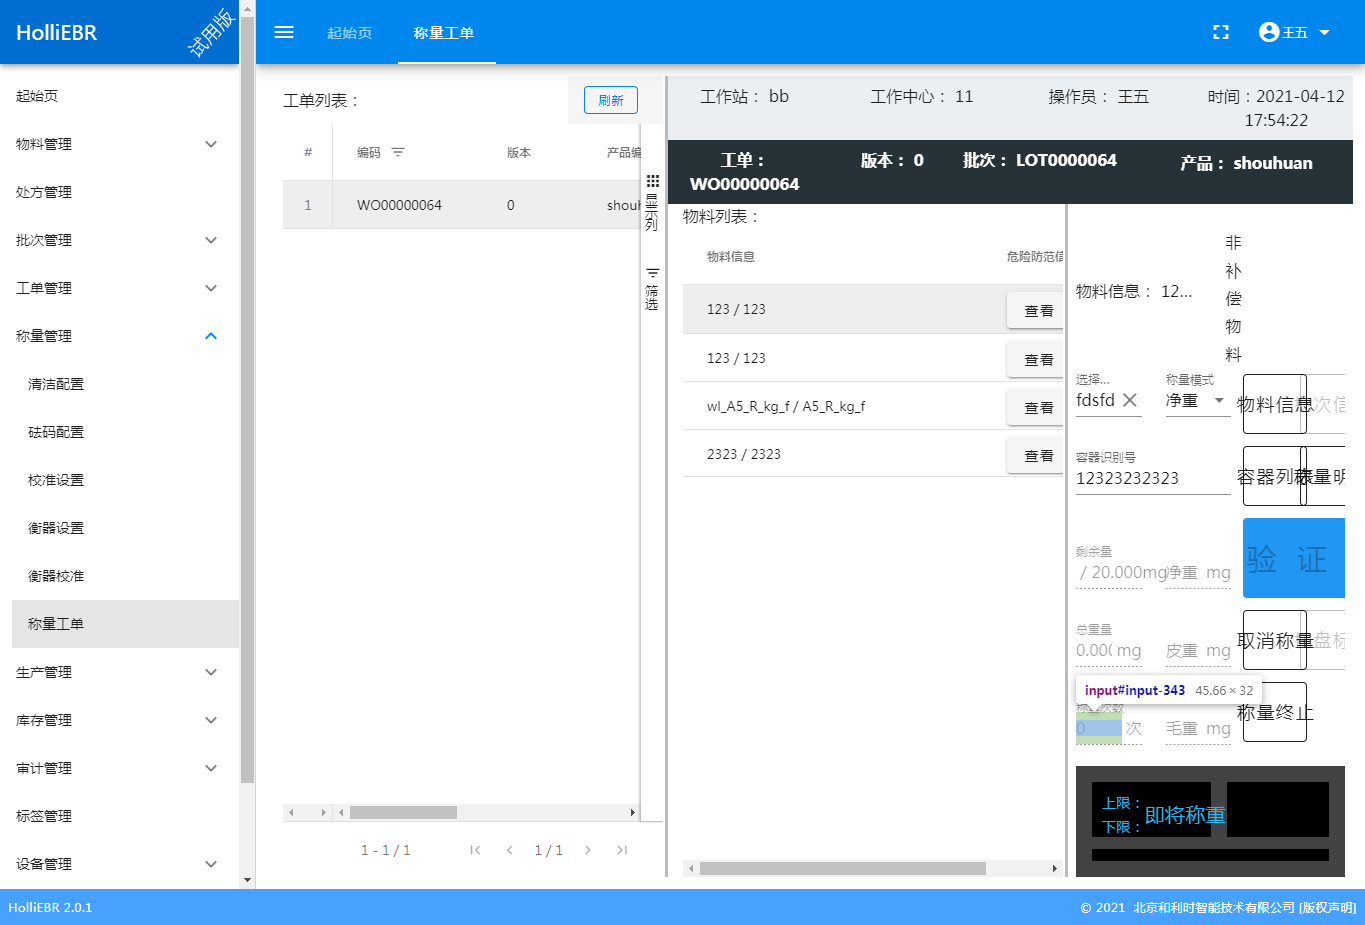 HolliEBR
试用版
起始页
称量工单
王五
起始页
物料管理
处方管理
批次管理
工单管理
称量管理
清洁配置
砝码配置
校准设置
衡器设置
衡器校准
称量工单
生产管理
库存管理
审计管理
标签管理
设备管理
工单列表：
刷新
# 编码 版本 产品编
1 WO00000064 0 shouh
显示列
筛选
1 - 1 / 1
1 / 1
工作站： bb
工作中心： 11
操作员： 王五
时间：2021-04-12
17:54:22
工单：
WO00000064
版本： 0
批次： LOT0000064
产品： shouhuan
物料列表：
物料信息 危险防范信
123 / 123 查看
123 / 123 查看
wl_A5_R_kg_f / A5_R_kg_f 查看
2323 / 2323 查看
物料信息： 12...
非
补
偿
物
料
选择...
fdsfd
称量模式
净重
物料信息
次信
容器识别号
12323232323
容器列表
量明
剩余量
/ 20.000mg
净重 mg
验 证
总重量
0.00( mg
皮重 mg
取消称量
盘标
input#input-343 45.66 × 32
称量次数
0 次
毛重 mg
称量终止
上限：
下限：
即将称重
HolliEBR 2.0.1
© 2021 北京和利时智能技术有限公司 [版权声明]